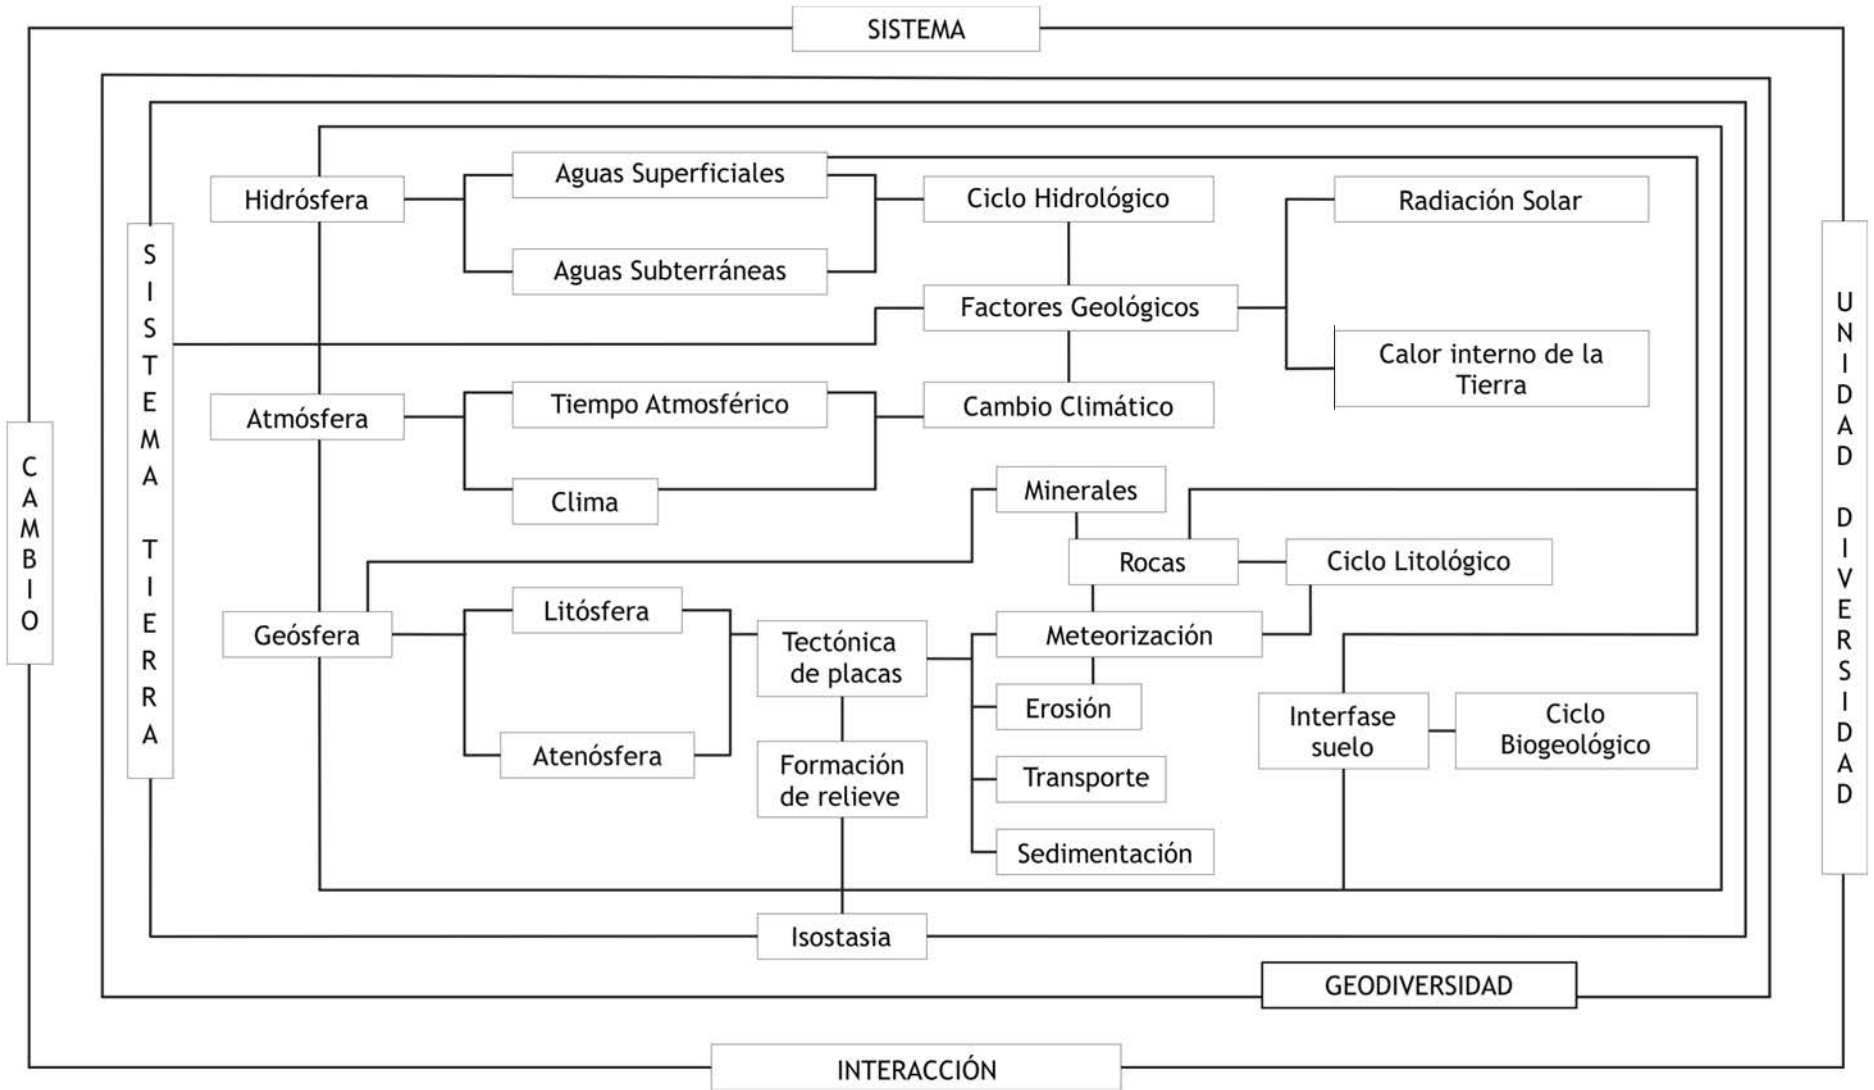 SISTEMA
Hidrósfera
Aguas Superficiales
Aguas Subterráneas
Ciclo Hidrológico
Radiación Solar
Factores Geológicos
Calor interno de la
Tierra
Atmósfera
Tiempo Atmosférico
Clima
Cambio Climático
Minerales
Rocas
Ciclo Litológico
Geósfera
Litósfera
Atenósfera
Tectónica
de placas
Formación
de relieve
Meteorización
Erosión
Transporte
Sedimentación
Interfase
suelo
Ciclo
Biogeológico
Isostasia
SISTEMA TIERRA
CAMBIO
UNIDAD DIVERSIDAD
GEODIVERSIDAD
INTERACCIÓN